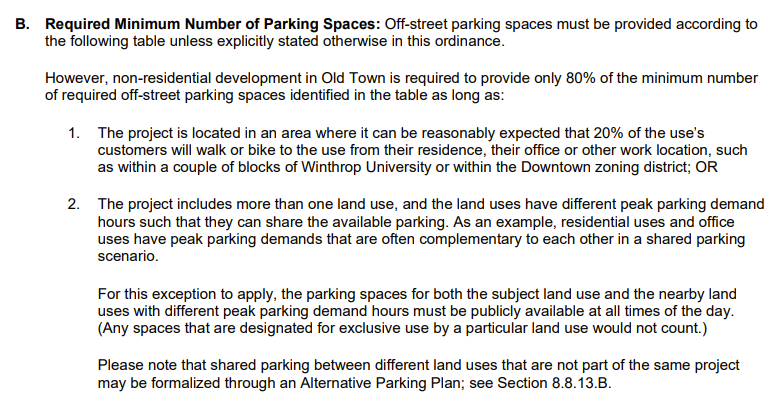 B. Required Minimum Number of Parking Spaces: Off-street parking spaces must be provided according to
the following table unless explicitly stated otherwise in this ordinance.
However, non-residential development in Old Town is required to provide only 80% of the minimum number
of required off-street parking spaces identified in the table as long as:
1. The project is located in an area where it can be reasonably expected that 20% of the use's
customers will walk or bike to the use from their residence, their office or other work location, such
as within a couple of blocks of Winthrop University or within the Downtown zoning district; OR
2. The project includes more than one land use, and the land uses have different peak parking demand
hours such that they can share the available parking. As an example, residential uses and office
uses have peak parking demands that are often complementary to each other in a shared parking
scenario.
For this exception to apply, the parking spaces for both the subject land use and the nearby land
uses with different peak parking demand hours must be publicly available at all times of the day.
(Any spaces that are designated for exclusive use by a particular land use would not count.)
Please note that shared parking between different land uses that are not part of the same project
may be formalized through an Alternative Parking Plan; see Section 8.8.13.B.